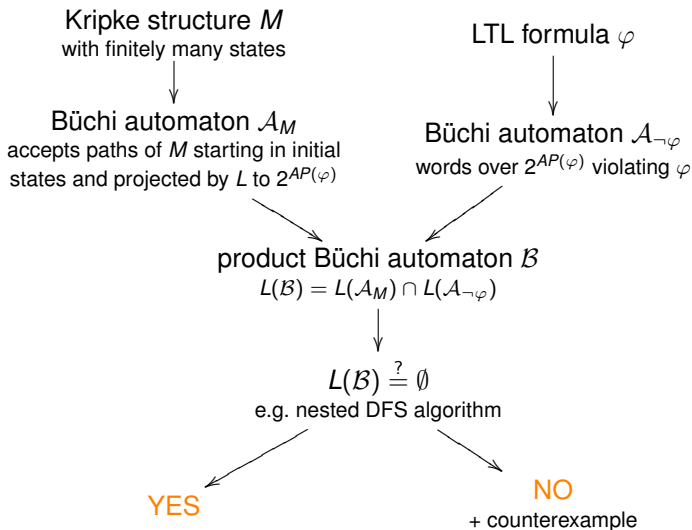 Kripke structure M
with finitely many states
LTL formula φ
Büchi automaton 𝒜_M
accepts paths of M starting in initial
states and projected by L to 2^{AP(φ)}
Büchi automaton 𝒜_{¬φ}
words over 2^{AP(φ)} violating φ
product Büchi automaton ℬ
L(ℬ) = L(𝒜_M) ∩ L(𝒜_{¬φ})
L(ℬ) ≟ ∅
e.g. nested DFS algorithm
YES
NO
+ counterexample